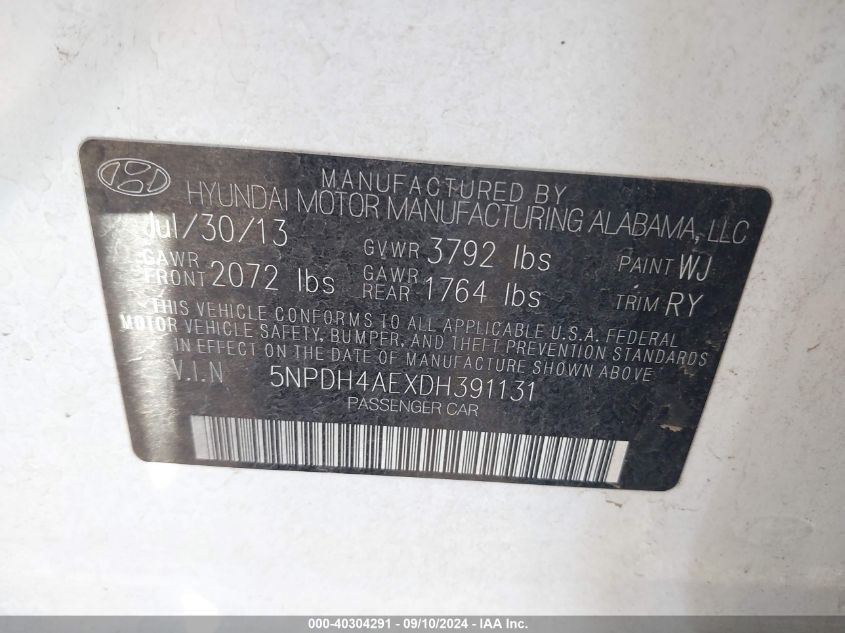 MANUFACTURED BY
HYUNDAI MOTOR MANUFACTURING ALABAMA, LLC
Jul/30/13 GVWR 3792 lbs PAINT WJ
GAWR FRONT 2072 lbs GAWR REAR 1764 lbs TRIM RY
THIS VEHICLE CONFORMS TO ALL APPLICABLE U.S.A. FEDERAL
MOTOR VEHICLE SAFETY, BUMPER, AND THEFT PREVENTION STANDARDS
IN EFFECT ON THE DATE OF MANUFACTURE SHOWN ABOVE.
V.I.N 5NPDH4AEXDH391131
PASSENGER CAR
000-40304291 - 09/10/2024 - IAA Inc.